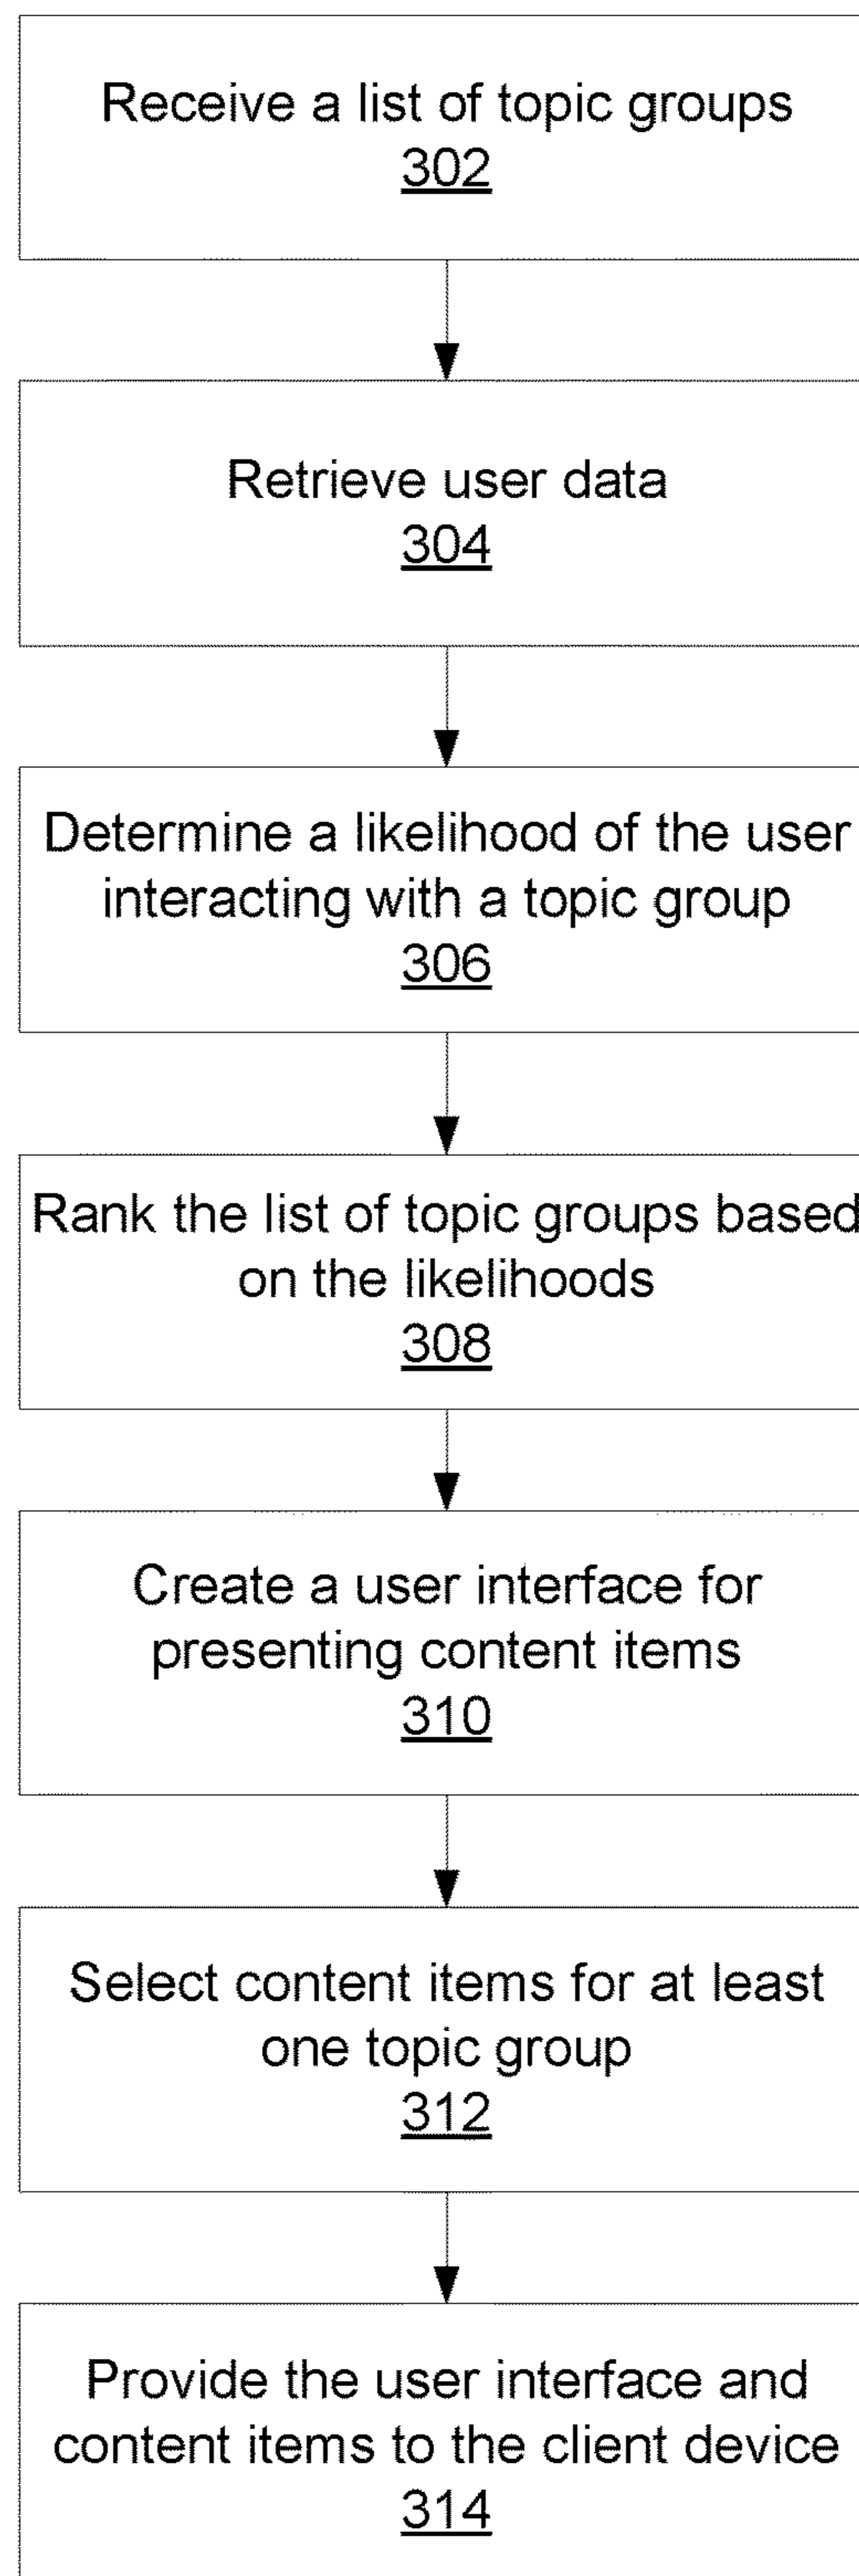 Receive a list of topic groups
302
Retrieve user data
304
Determine a likelihood of the user
interacting with a topic group
306
Rank the list of topic groups based
on the likelihoods
308
Create a user interface for
presenting content items
310
Select content items for at least
one topic group
312
Provide the user interface and
content items to the client device
314